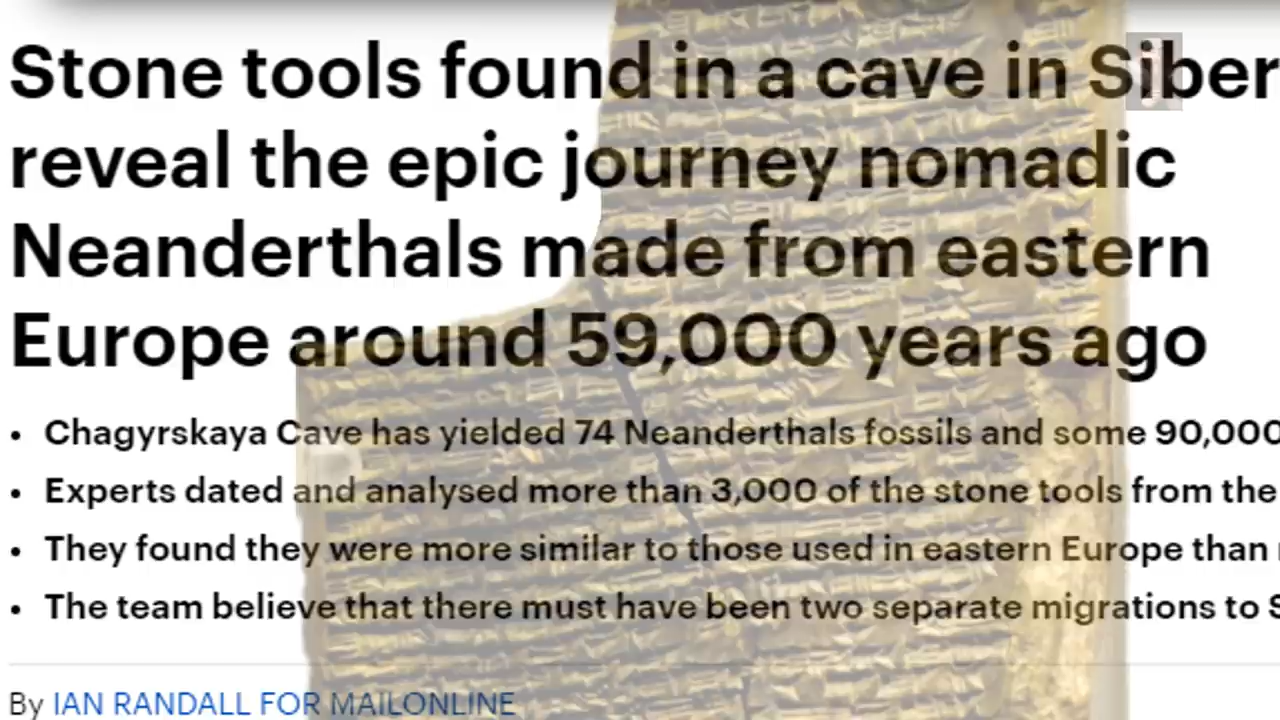 Stone tools found in a cave in Siber
reveal the epic journey nomadic
Neanderthals made from eastern
Europe around 59,000 years ago
• Chagyrskaya Cave has yielded 74 Neanderthals fossils and some 90,000
• Experts dated and analysed more than 3,000 of the stone tools from the
• They found they were more similar to those used in eastern Europe than
• The team believe that there must have been two separate migrations to S
By IAN RANDALL FOR MAILONLINE